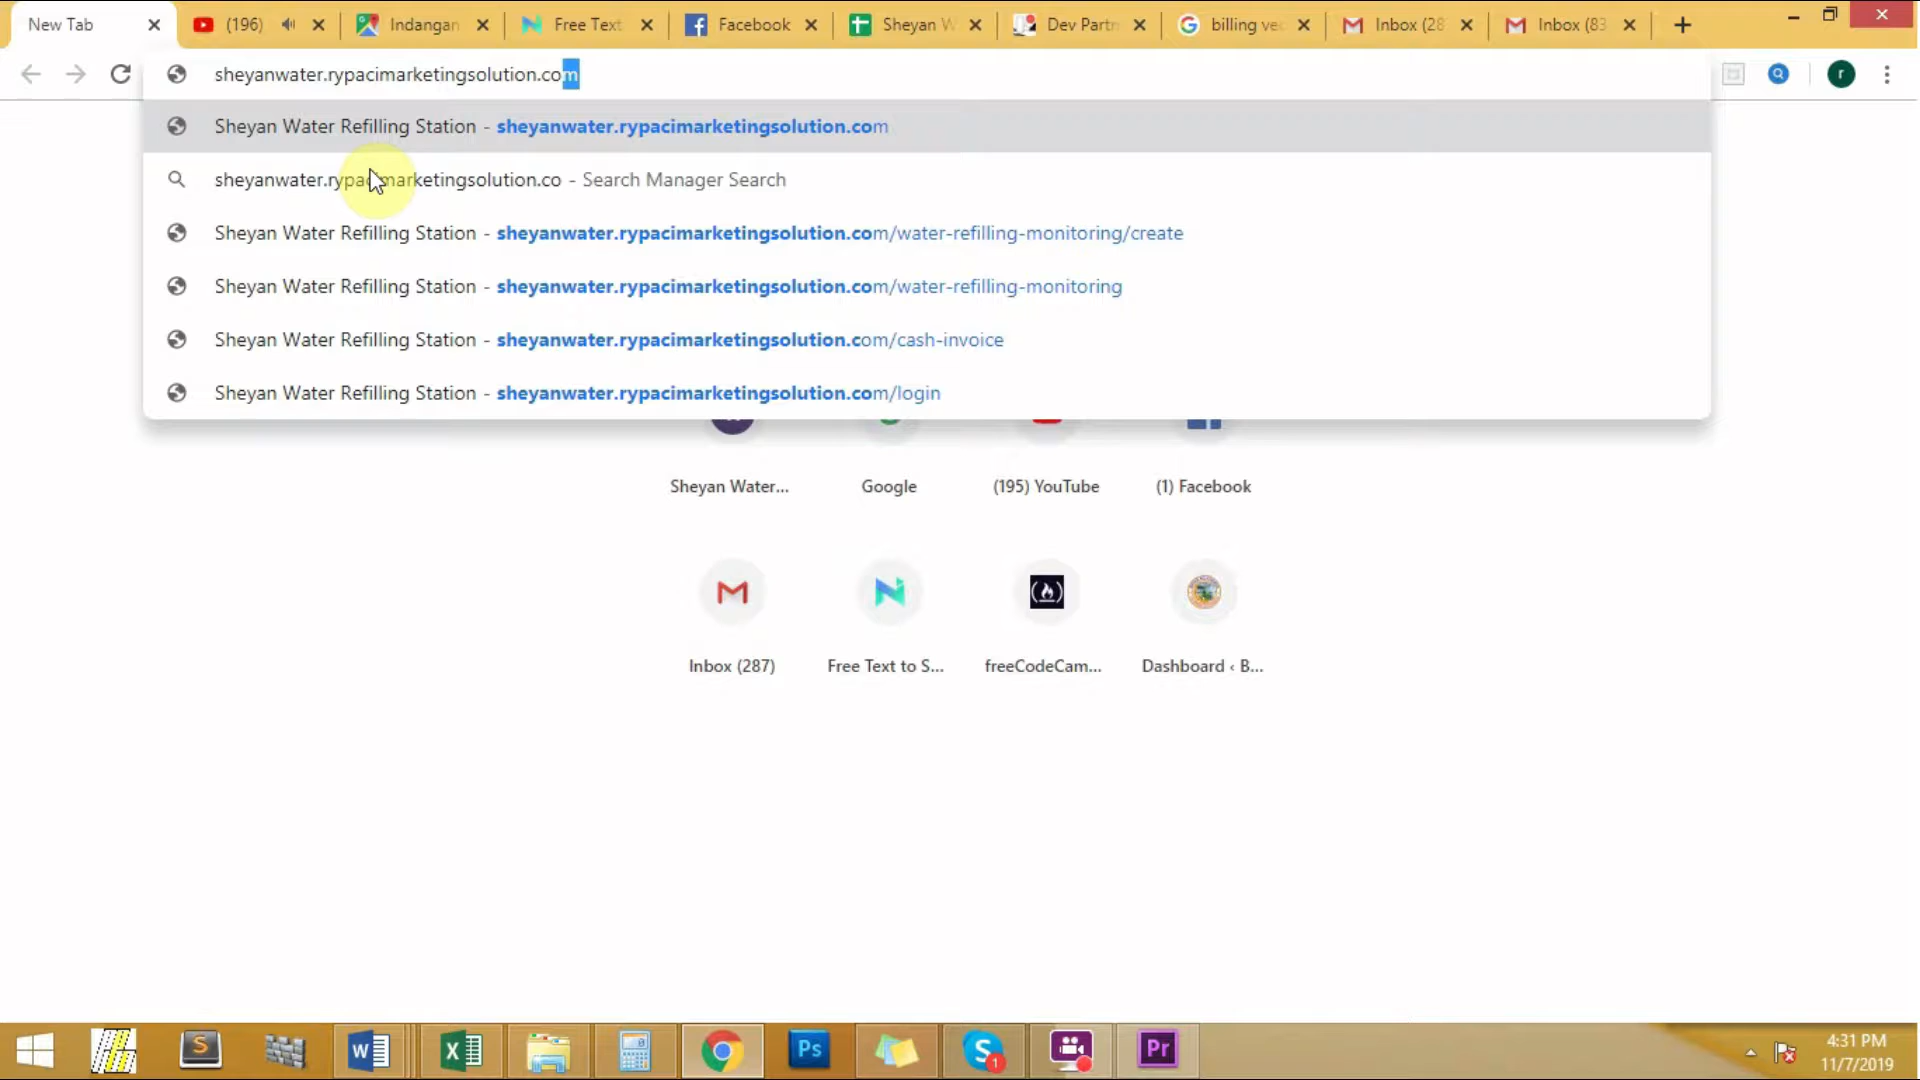 New Tab
(196)
Indangan
Free Text
Facebook
Sheyan W
Dev Partn
billing ve
Inbox (28
Inbox (83
sheyanwater.rypacimarketingsolution.com
r
Sheyan Water Refilling Station - sheyanwater.rypacimarketingsolution.com
sheyanwater.rypacimarketingsolution.co - Search Manager Search
Sheyan Water Refilling Station - sheyanwater.rypacimarketingsolution.com/water-refilling-monitoring/create
Sheyan Water Refilling Station - sheyanwater.rypacimarketingsolution.com/water-refilling-monitoring
Sheyan Water Refilling Station - sheyanwater.rypacimarketingsolution.com/cash-invoice
Sheyan Water Refilling Station - sheyanwater.rypacimarketingsolution.com/login
Sheyan Water...
Google
(195) YouTube
(1) Facebook
Inbox (287)
Free Text to S...
freeCodeCam...
Dashboard ‹ B...
Ps
Pr
4:31 PM
11/7/2019